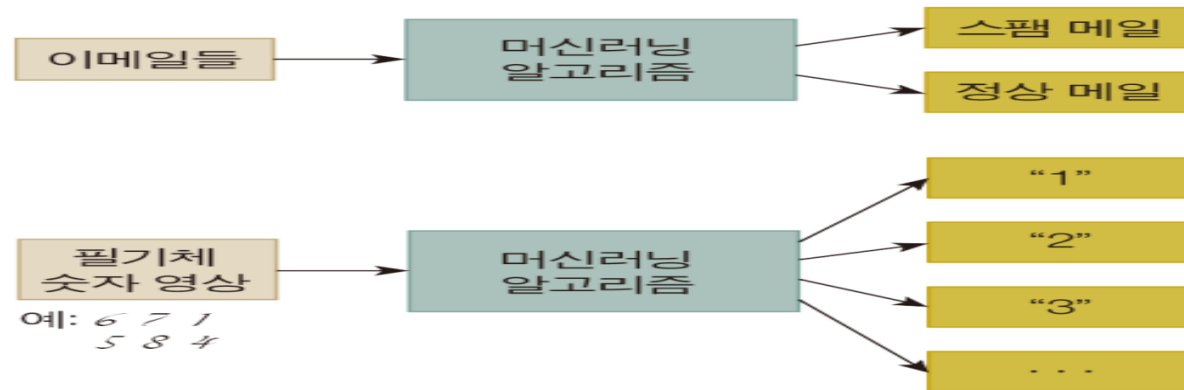 이메일들
머신러닝
알고리즘
스팸 메일
정상 메일
필기체
숫자 영상
예: 6 7 1
5 8 4
머신러닝
알고리즘
“1”
“2”
“3”
· · ·